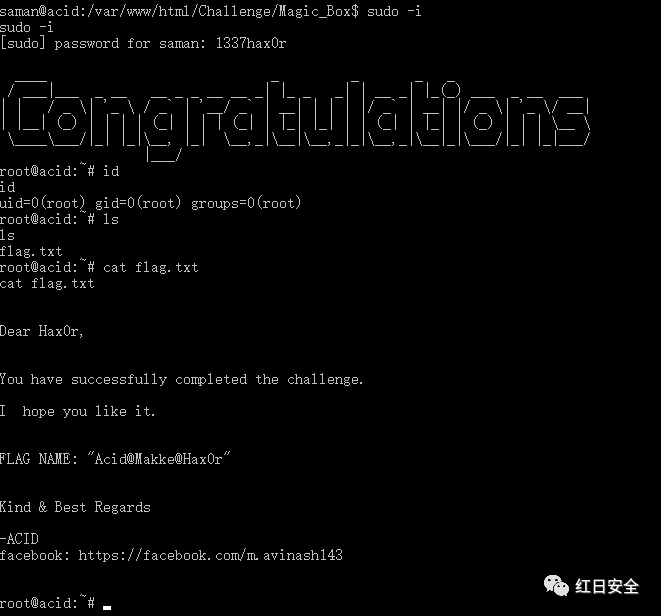 saman@acid:/var/www/html/Challenge/Magic_Box$ sudo -i
sudo -i
[sudo] password for saman: 1337hax0r
Congratulations
root@acid:~# id
id
uid=0(root) gid=0(root) groups=0(root)
root@acid:~# ls
ls
flag.txt
root@acid:~# cat flag.txt
cat flag.txt
Dear Hax0r,
You have successfully completed the challenge.
I  hope you like it.
FLAG NAME: "Acid@Makke@Hax0r"
Kind & Best Regards
-ACID
facebook: https://facebook.com/m.avinash143
root@acid:~#
红日安全